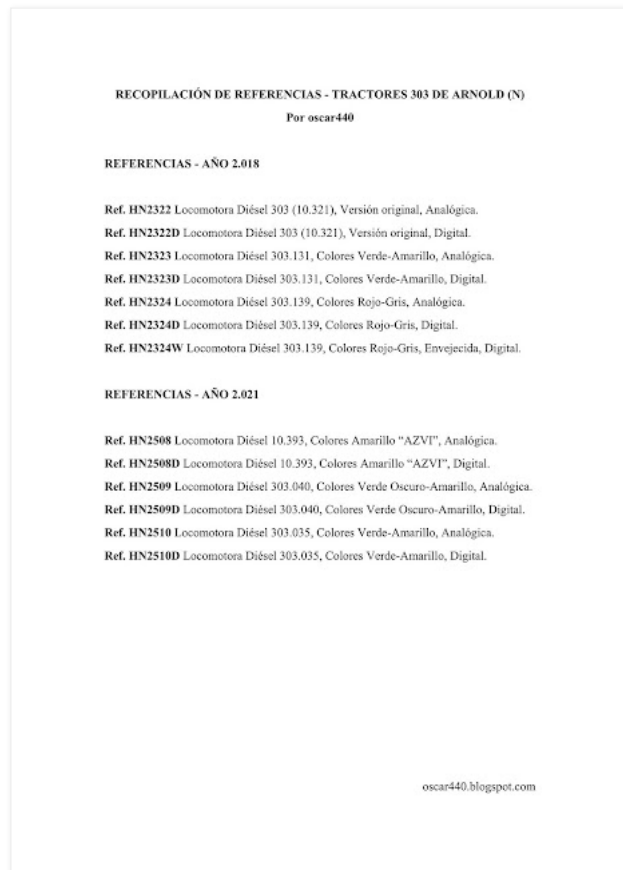 RECOPILACIÓN DE REFERENCIAS - TRACTORES 303 DE ARNOLD (N)
Por oscar440
REFERENCIAS - AÑO 2.018
Ref. HN2322 Locomotora Diésel 303 (10.321), Versión original, Analógica.
Ref. HN2322D Locomotora Diésel 303 (10.321), Versión original, Digital.
Ref. HN2323 Locomotora Diésel 303.131, Colores Verde-Amarillo, Analógica.
Ref. HN2323D Locomotora Diésel 303.131, Colores Verde-Amarillo, Digital.
Ref. HN2324 Locomotora Diésel 303.139, Colores Rojo-Gris, Analógica.
Ref. HN2324D Locomotora Diésel 303.139, Colores Rojo-Gris, Digital.
Ref. HN2324W Locomotora Diésel 303.139, Colores Rojo-Gris, Envejecida, Digital.
REFERENCIAS - AÑO 2.021
Ref. HN2508 Locomotora Diésel 10.393, Colores Amarillo “AZVI”, Analógica.
Ref. HN2508D Locomotora Diésel 10.393, Colores Amarillo “AZVI”, Digital.
Ref. HN2509 Locomotora Diésel 303.040, Colores Verde Oscuro-Amarillo, Analógica.
Ref. HN2509D Locomotora Diésel 303.040, Colores Verde Oscuro-Amarillo, Digital.
Ref. HN2510 Locomotora Diésel 303.035, Colores Verde-Amarillo, Analógica.
Ref. HN2510D Locomotora Diésel 303.035, Colores Verde-Amarillo, Digital.
oscar440.blogspot.com